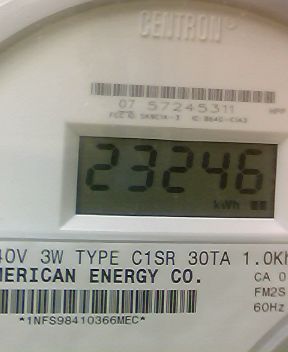 CENTRON®
07 57245311
23246
kWh
40V 3W TYPE C1SR 30TA 1.0Kh
MERICAN ENERGY CO.
CA 0
FM2S
60Hz
*1NFS98410366MEC*